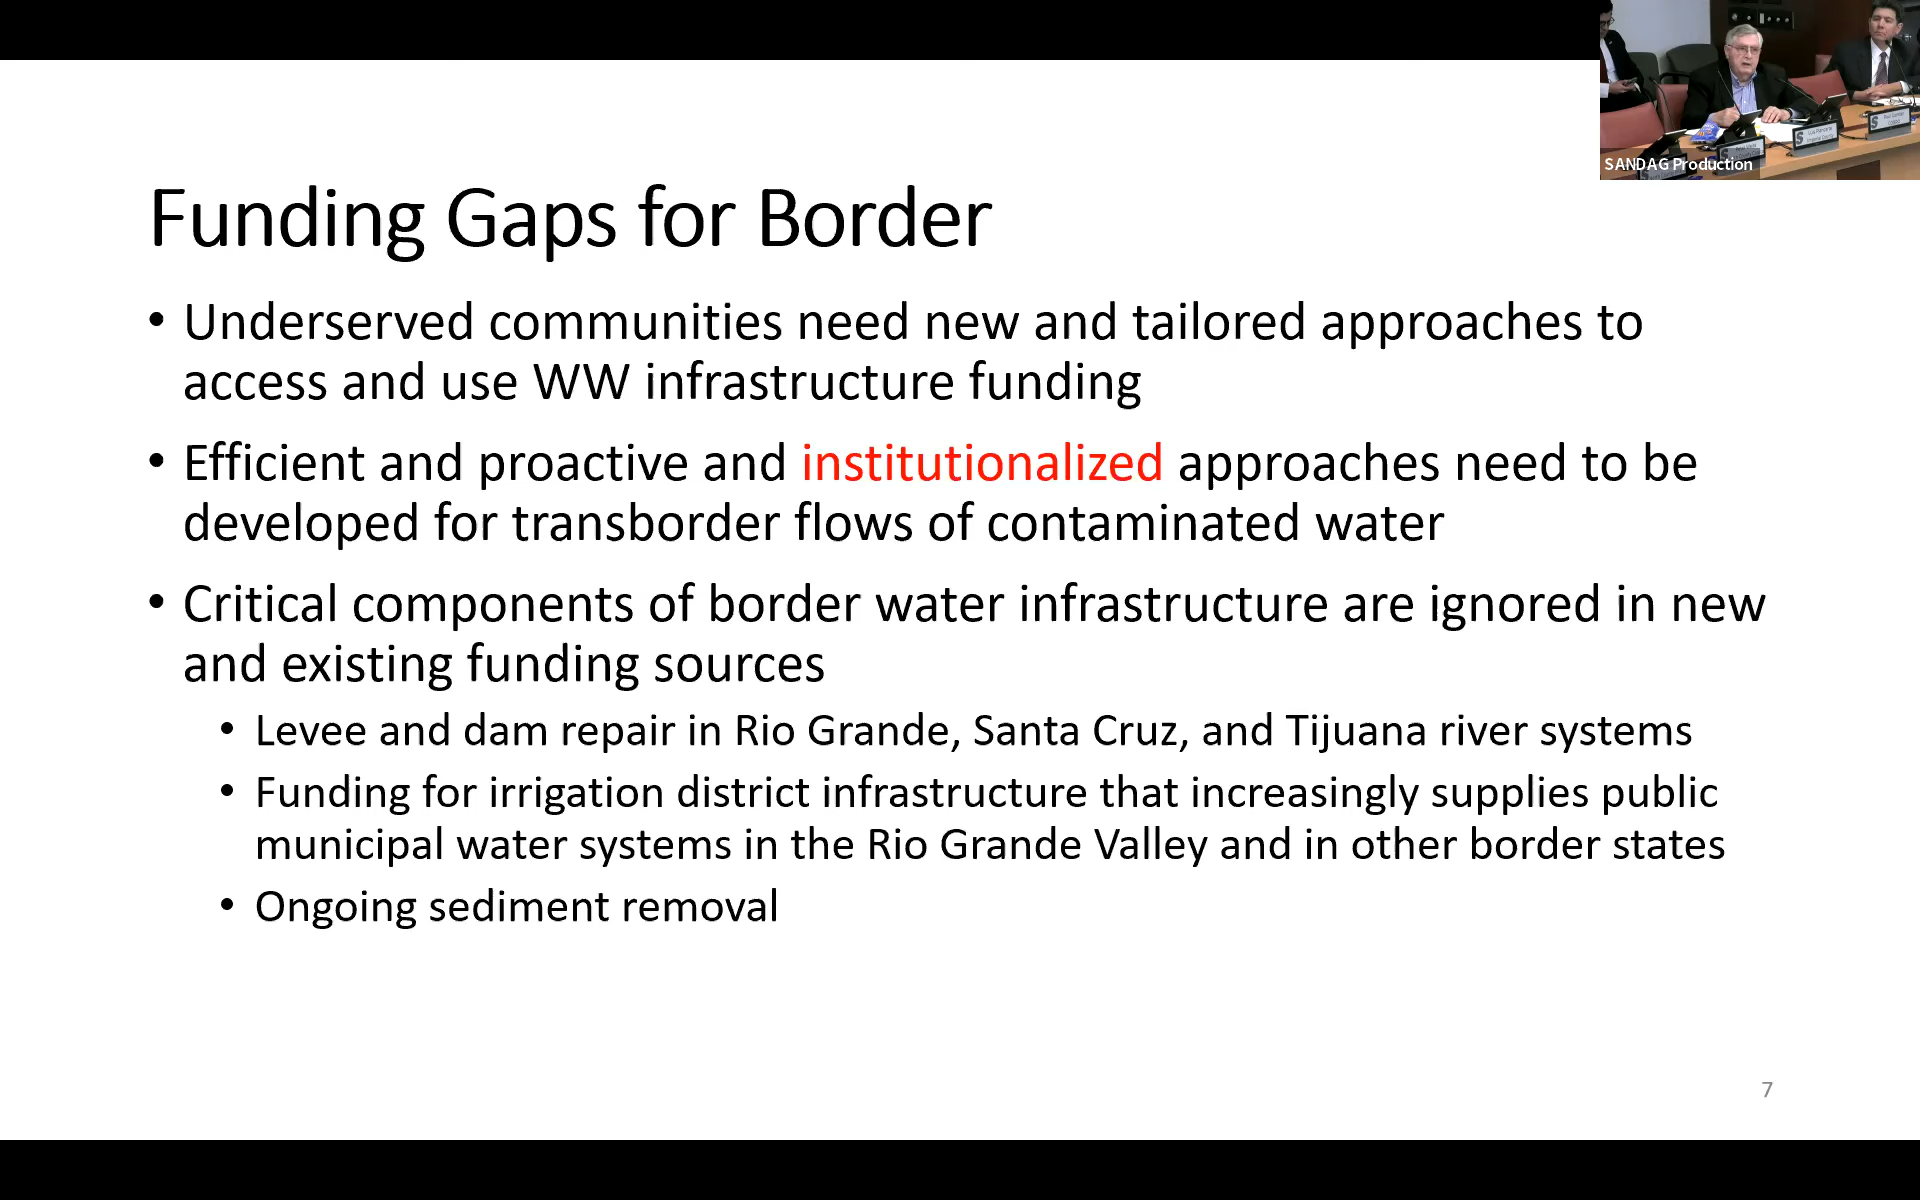 SANDAG Production
Funding Gaps for Border
• Underserved communities need new and tailored approaches to
access and use WW infrastructure funding
• Efficient and proactive and institutionalized approaches need to be
developed for transborder flows of contaminated water
• Critical components of border water infrastructure are ignored in new
and existing funding sources
• Levee and dam repair in Rio Grande, Santa Cruz, and Tijuana river systems
• Funding for irrigation district infrastructure that increasingly supplies public
municipal water systems in the Rio Grande Valley and in other border states
• Ongoing sediment removal
7